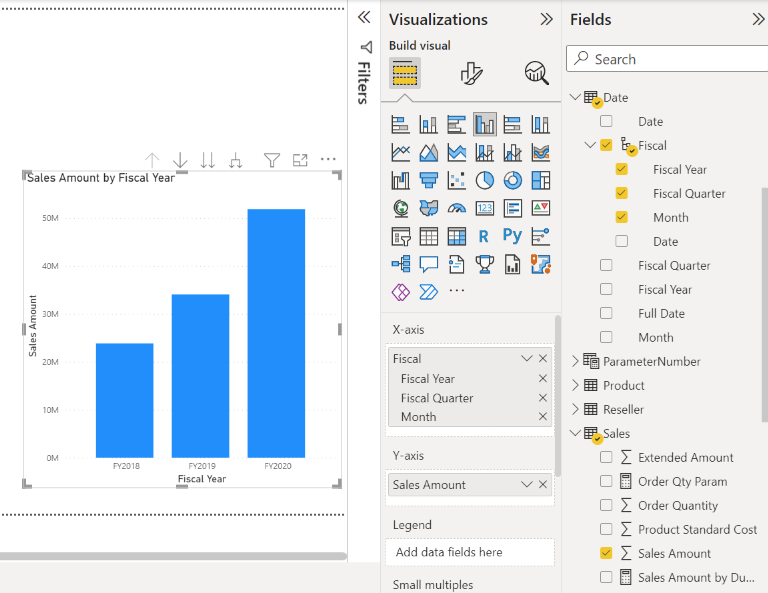 Sales Amount by Fiscal Year
Sales Amount
50M
40M
30M
20M
10M
0M
FY2018
FY2019
FY2020
Fiscal Year
Filters
Visualizations
Build visual
123
R
Py
X-axis
Fiscal
Fiscal Year
Fiscal Quarter
Month
Y-axis
Sales Amount
Legend
Add data fields here
Small multiples
Fields
Search
Date
Date
Fiscal
Fiscal Year
Fiscal Quarter
Month
Date
Fiscal Quarter
Fiscal Year
Full Date
Month
ParameterNumber
Product
Reseller
Sales
Extended Amount
Order Qty Param
Order Quantity
Product Standard Cost
Sales Amount
Sales Amount by Du...